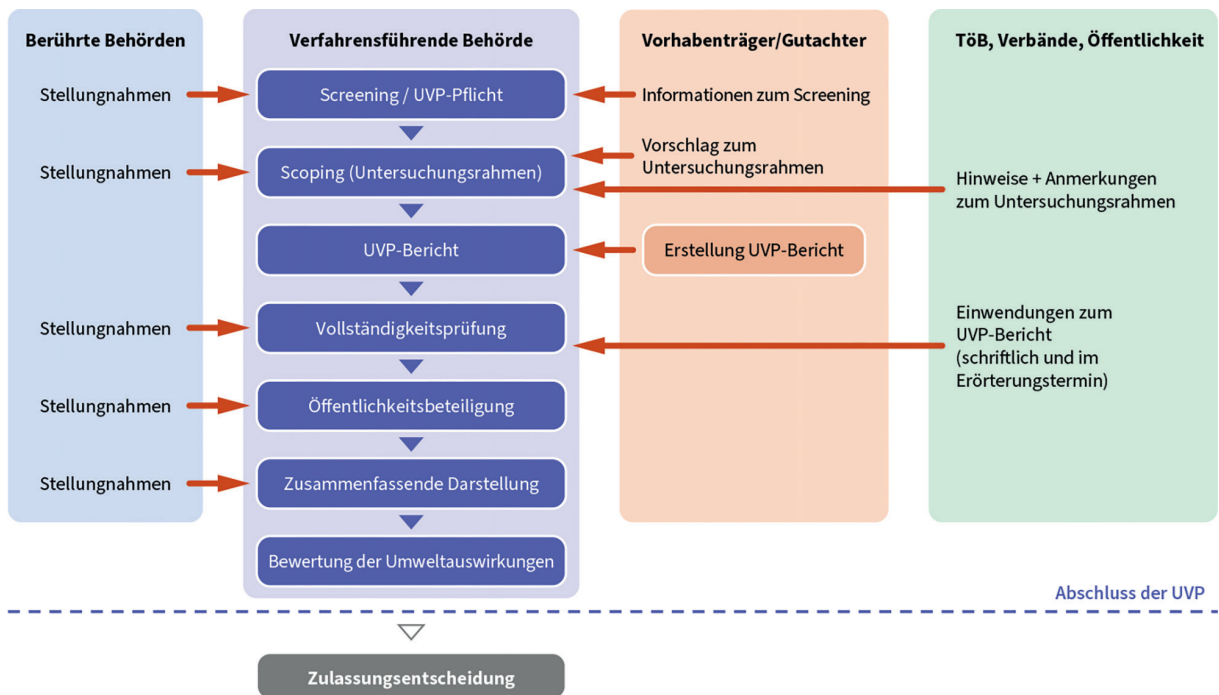 Berührte Behörden
Verfahrensführende Behörde
Vorhabenträger/Gutachter
TöB, Verbände, Öffentlichkeit
Stellungnahmen
Screening / UVP-Pflicht
Informationen zum Screening
Stellungnahmen
Scoping (Untersuchungsrahmen)
Vorschlag zum
Untersuchungsrahmen
Hinweise + Anmerkungen
zum Untersuchungsrahmen
UVP-Bericht
Erstellung UVP-Bericht
Stellungnahmen
Vollständigkeitsprüfung
Einwendungen zum
UVP-Bericht
(schriftlich und im
Erörterungstermin)
Stellungnahmen
Öffentlichkeitsbeteiligung
Stellungnahmen
Zusammenfassende Darstellung
Bewertung der Umweltauswirkungen
Abschluss der UVP
Zulassungsentscheidung